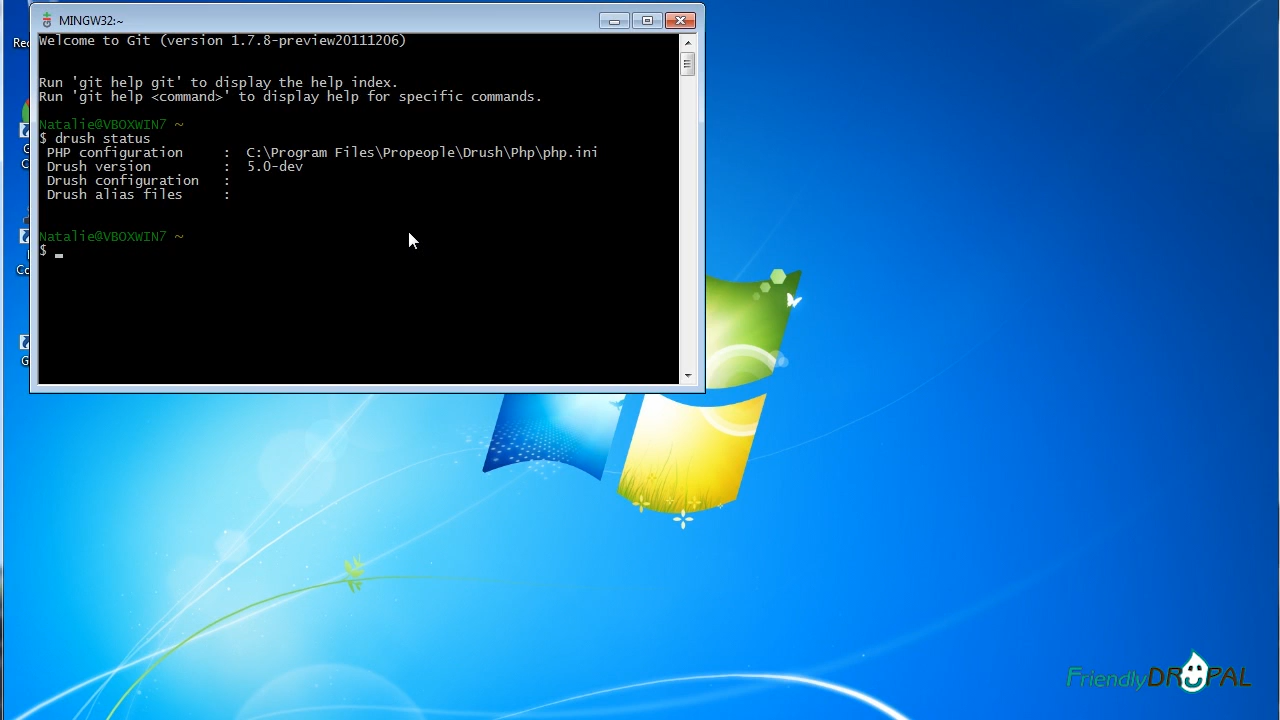 MINGW32:~
Welcome to Git (version 1.7.8-preview20111206)
Run 'git help git' to display the help index.
Run 'git help <command>' to display help for specific commands.
Natalie@VBOXWIN7 ~
$ drush status
PHP configuration : C:\Program Files\Propeople\Drush\Php\php.ini
Drush version : 5.0-dev
Drush configuration :
Drush alias files :
Natalie@VBOXWIN7 ~
$
FriendlyDRUPAL